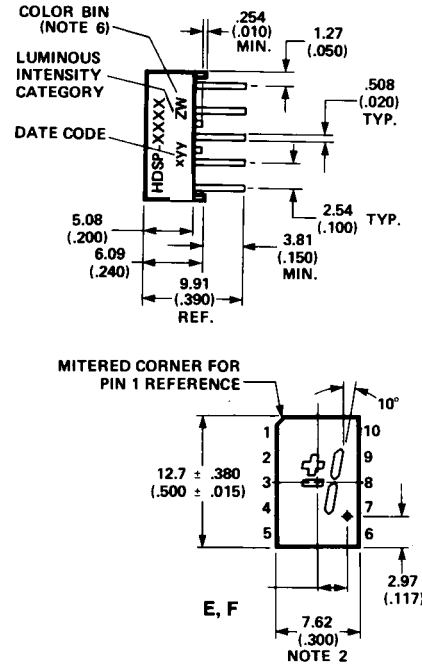 COLOR BIN
(NOTE 6)
LUMINOUS
INTENSITY
CATEGORY
DATE CODE
HDSP-XXXX
xyy
ZW
.254
(.010)
MIN.
1.27
(.050)
.508
(.020)
TYP.
2.54
(.100)
TYP.
3.81
(.150)
MIN.
5.08
(.200)
6.09
(.240)
9.91
(.390)
REF.
MITERED CORNER FOR
PIN 1 REFERENCE
10°
1
2
3
4
5
10
9
8
7
6
12.7 ± .380
(.500 ± .015)
2.97
(.117)
E, F
7.62
(.300)
NOTE 2